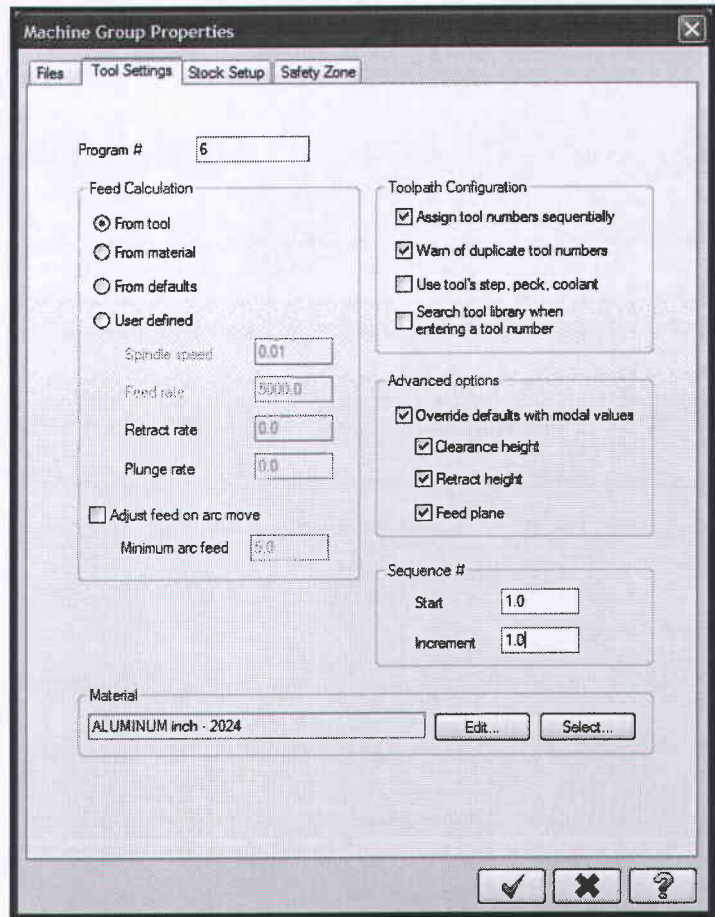 Machine Group Properties
Files
Tool Settings
Stock Setup
Safety Zone
Program #
6
Feed Calculation
From tool
From material
From defaults
User defined
Spindle speed
0.01
Feed rate
5000.0
Retract rate
0.0
Plunge rate
0.0
Adjust feed on arc move
Minimum arc feed
5.0
Toolpath Configuration
Assign tool numbers sequentially
Warn of duplicate tool numbers
Use tool's step, peck, coolant
Search tool library when
entering a tool number
Advanced options
Override defaults with modal values
Clearance height
Retract height
Feed plane
Sequence #
Start
1.0
Increment
1.0
Material
ALUMINUM inch - 2024
Edit...
Select...